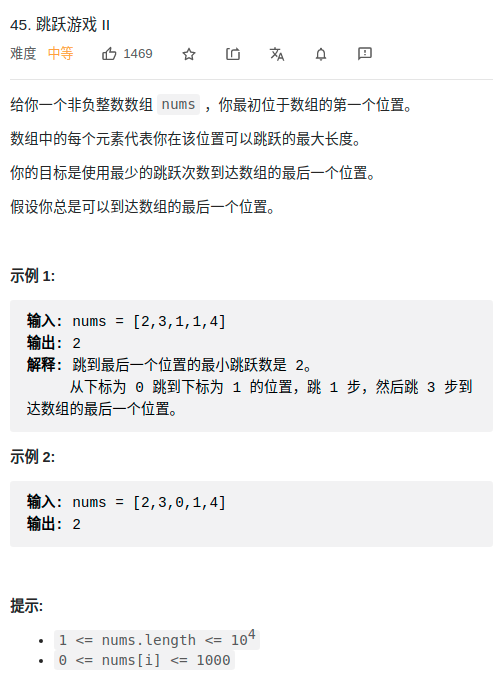 45. 跳跃游戏 II
难度 中等 1469
给你一个非负整数数组 nums ，你最初位于数组的第一个位置。
数组中的每个元素代表你在该位置可以跳跃的最大长度。
你的目标是使用最少的跳跃次数到达数组的最后一个位置。
假设你总是可以到达数组的最后一个位置。
示例 1:
输入: nums = [2,3,1,1,4]
输出: 2
解释: 跳到最后一个位置的最小跳跃数是 2。
从下标为 0 跳到下标为 1 的位置，跳 1 步，然后跳 3 步到
达数组的最后一个位置。
示例 2:
输入: nums = [2,3,0,1,4]
输出: 2
提示:
• 1 <= nums.length <= 10⁴
• 0 <= nums[i] <= 1000